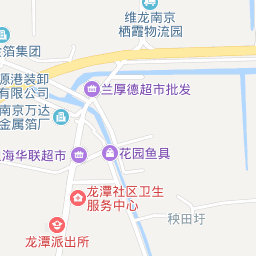 维龙南京
栖霞物流园
金箔集团
源港装卸
有限公司
兰厚德超市批发
南京万达
金属箔厂
海华联超市
花园鱼具
龙潭社区卫生
服务中心
秧田圩
龙潭派出所